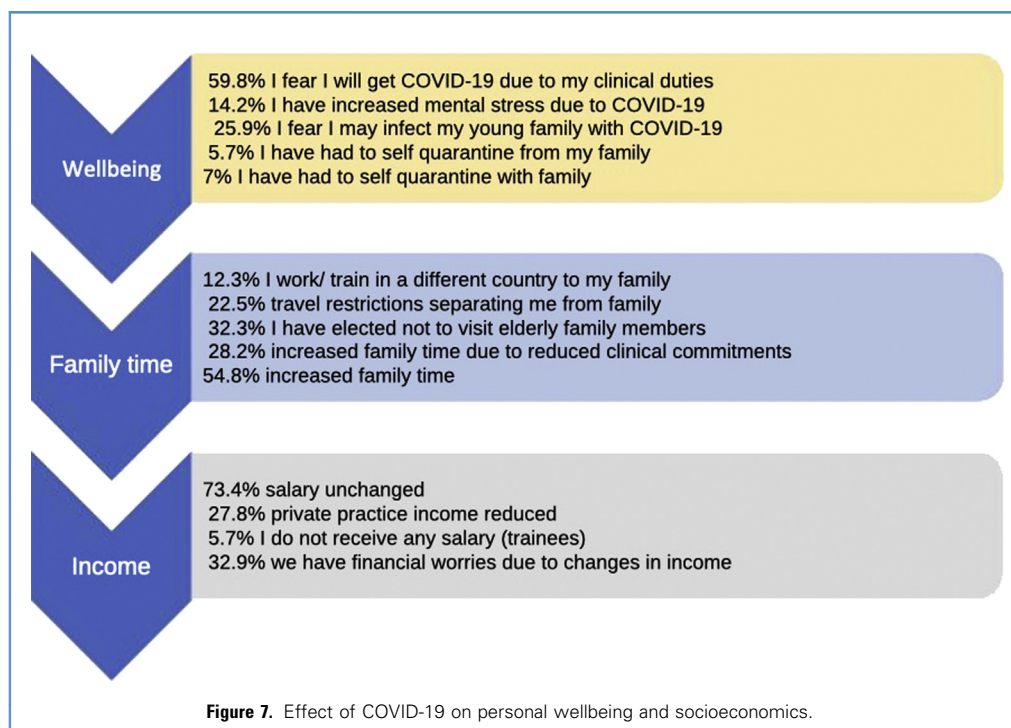 Wellbeing
59.8% I fear I will get COVID-19 due to my clinical duties
14.2% I have increased mental stress due to COVID-19
25.9% I fear I may infect my young family with COVID-19
5.7% I have had to self quarantine from my family
7% I have had to self quarantine with family
Family time
12.3% I work/ train in a different country to my family
22.5% travel restrictions separating me from family
32.3% I have elected not to visit elderly family members
28.2% increased family time due to reduced clinical commitments
54.8% increased family time
Income
73.4% salary unchanged
27.8% private practice income reduced
5.7% I do not receive any salary (trainees)
32.9% we have financial worries due to changes in income
Figure 7. Effect of COVID-19 on personal wellbeing and socioeconomics.